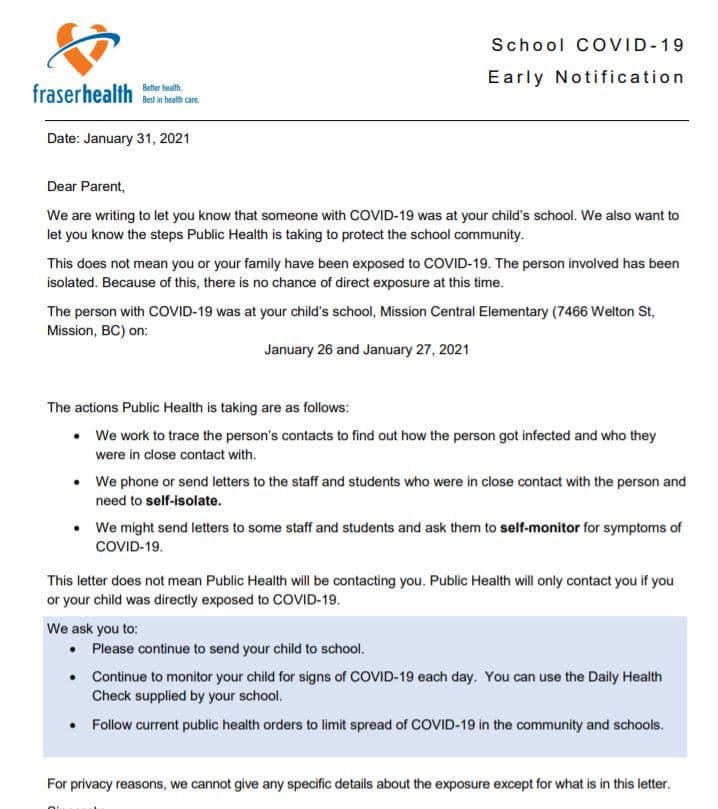 fraserhealth
Better health.
Best in health care.
School COVID-19
Early Notification
Date: January 31, 2021
Dear Parent,
We are writing to let you know that someone with COVID-19 was at your child's school. We also want to
let you know the steps Public Health is taking to protect the school community.
This does not mean you or your family have been exposed to COVID-19. The person involved has been
isolated. Because of this, there is no chance of direct exposure at this time.
The person with COVID-19 was at your child's school, Mission Central Elementary (7466 Welton St,
Mission, BC) on:
January 26 and January 27, 2021
The actions Public Health is taking are as follows:
• We work to trace the person's contacts to find out how the person got infected and who they
were in close contact with.
• We phone or send letters to the staff and students who were in close contact with the person and
need to self-isolate.
• We might send letters to some staff and students and ask them to self-monitor for symptoms of
COVID-19.
This letter does not mean Public Health will be contacting you. Public Health will only contact you if you
or your child was directly exposed to COVID-19.
We ask you to:
• Please continue to send your child to school.
• Continue to monitor your child for signs of COVID-19 each day. You can use the Daily Health
Check supplied by your school.
• Follow current public health orders to limit spread of COVID-19 in the community and schools.
For privacy reasons, we cannot give any specific details about the exposure except for what is in this letter.